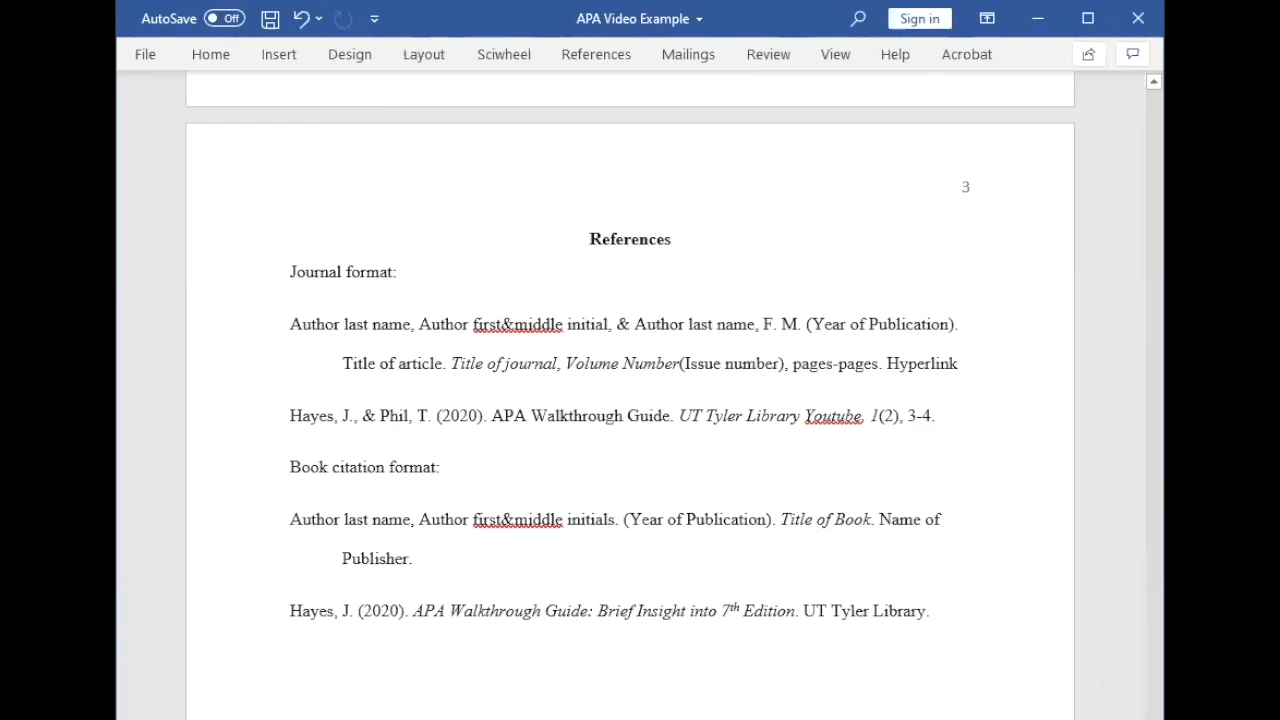 AutoSave Off APA Video Example Sign in
File Home Insert Design Layout Sciwheel References Mailings Review View Help Acrobat
3
References
Journal format:
Author last name, Author first&middle initial, & Author last name, F. M. (Year of Publication).
Title of article. Title of journal, Volume Number(Issue number), pages-pages. Hyperlink
Hayes, J., & Phil, T. (2020). APA Walkthrough Guide. UT Tyler Library Youtube, 1(2), 3-4.
Book citation format:
Author last name, Author first&middle initials. (Year of Publication). Title of Book. Name of
Publisher.
Hayes, J. (2020). APA Walkthrough Guide: Brief Insight into 7th Edition. UT Tyler Library.